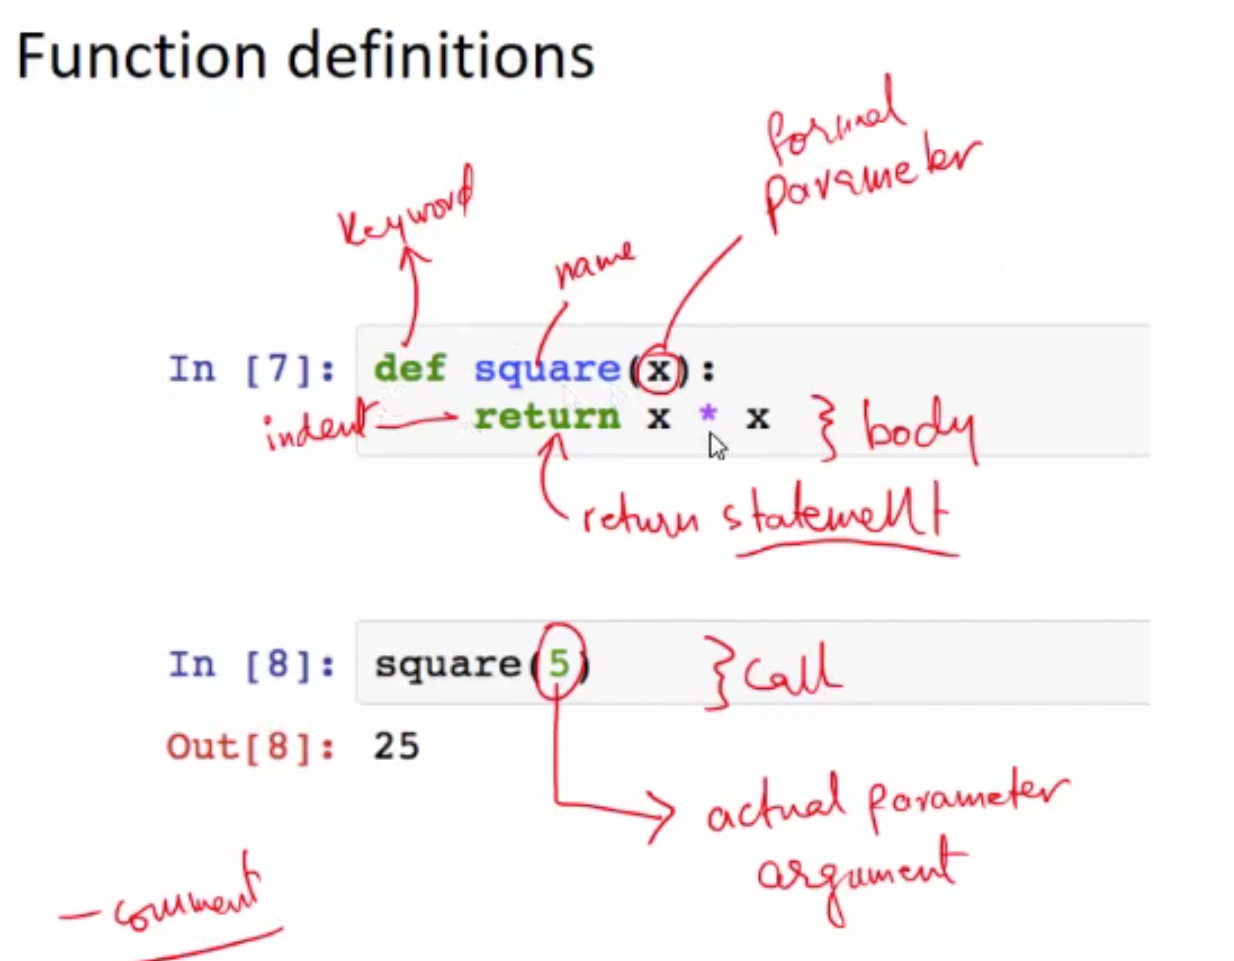 Function definitions
formal
parameter
keyword
name
In [7]: def square(x):
indent return x * x } body
return statement
In [8]: square(5) } call
Out[8]: 25
actual parameter
argument
- comment